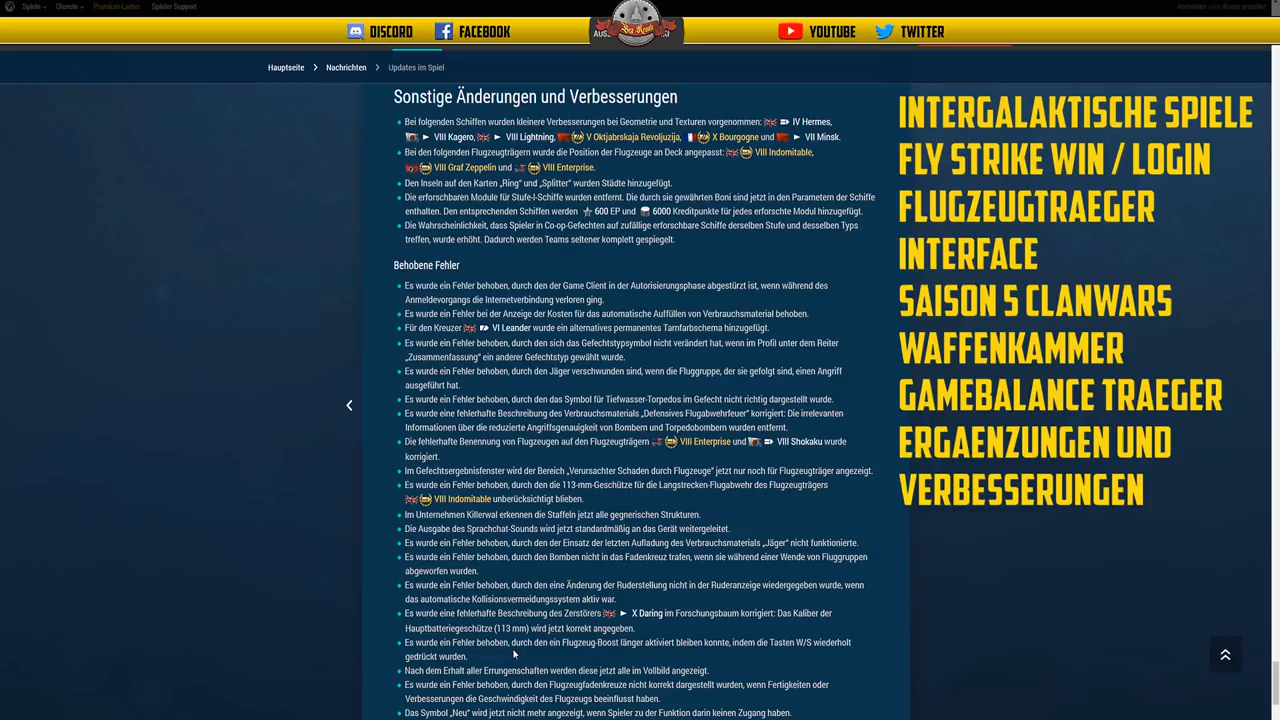 Spiele
Dienste
Premium-Laden
Spieler Support
Anmelden oder Konto erstellen
DISCORD
FACEBOOK
YOUTUBE
TWITTER
Hauptseite
Nachrichten
Updates im Spiel
Sonstige Änderungen und Verbesserungen
Bei folgenden Schiffen wurden kleinere Verbesserungen bei Geometrie und Texturen vorgenommen: IV Hermes,
VIII Kagero, VIII Lightning, V Oktjabrskaja Revoljuzija, X Bourgogne und VII Minsk.
Bei den folgenden Flugzeugträgern wurde die Position der Flugzeuge an Deck angepasst: VIII Indomitable,
VIII Graf Zeppelin und VIII Enterprise.
Den Inseln auf den Karten „Ring" und „Splitter" wurden Städte hinzugefügt.
Die erforschbaren Module für Stufe-I-Schiffe wurden entfernt. Die durch sie gewährten Boni sind jetzt in den Parametern der Schiffe
enthalten. Den entsprechenden Schiffen werden 600 EP und 6000 Kreditpunkte für jedes erforschte Modul hinzugefügt.
Die Wahrscheinlichkeit, dass Spieler in Co-op-Gefechten auf zufällige erforschbare Schiffe derselben Stufe und desselben Typs
treffen, wurde erhöht. Dadurch werden Teams seltener komplett gespiegelt.
Behobene Fehler
Es wurde ein Fehler behoben, durch den der Game Client in der Autorisierungsphase abgestürzt ist, wenn während des
Anmeldevorgangs die Internetverbindung verloren ging.
Es wurde ein Fehler bei der Anzeige der Kosten für das automatische Auffüllen von Verbrauchsmaterial behoben.
Für den Kreuzer VI Leander wurde ein alternatives permanentes Tarnfarbschema hinzugefügt.
Es wurde ein Fehler behoben, durch den sich das Gefechtstypsymbol nicht verändert hat, wenn im Profil unter dem Reiter
„Zusammenfassung" ein anderer Gefechtstyp gewählt wurde.
Es wurde ein Fehler behoben, durch den Jäger verschwunden sind, wenn die Fluggruppe, der sie gefolgt sind, einen Angriff
ausgeführt hat.
Es wurde ein Fehler behoben, durch den das Symbol für Tiefwasser-Torpedos im Gefecht nicht richtig dargestellt wurde.
Es wurde eine fehlerhafte Beschreibung des Verbrauchsmaterials „Defensives Flugabwehrfeuer" korrigiert: Die irrelevanten
Informationen über die reduzierte Angriffsgenauigkeit von Bombern und Torpedobombern wurden entfernt.
Die fehlerhafte Benennung von Flugzeugen auf den Flugzeugträgern VIII Enterprise und VIII Shokaku wurde
korrigiert.
Im Gefechtsergebnisfenster wird der Bereich „Verursachter Schaden durch Flugzeuge" jetzt nur noch für Flugzeugträger angezeigt.
Es wurde ein Fehler behoben, durch den die 113-mm-Geschütze für die Langstrecken-Flugabwehr des Flugzeugträgers
VIII Indomitable unberücksichtigt blieben.
Im Unternehmen Killerwal erkennen die Staffeln jetzt alle gegnerischen Strukturen.
Die Ausgabe des Sprachchat-Sounds wird jetzt standardmäßig an das Gerät weitergeleitet.
Es wurde ein Fehler behoben, durch den der Einsatz der letzten Aufladung des Verbrauchsmaterials „Jäger" nicht funktionierte.
Es wurde ein Fehler behoben, durch den Bomben nicht in das Fadenkreuz trafen, wenn sie während einer Wende von Fluggruppen
abgeworfen wurden.
Es wurde ein Fehler behoben, durch den eine Änderung der Ruderstellung nicht in der Ruderanzeige wiedergegeben wurde, wenn
das automatische Kollisionsvermeidungssystem aktiv war.
Es wurde eine fehlerhafte Beschreibung des Zerstörers X Daring im Forschungsbaum korrigiert: Das Kaliber der
Hauptbatteriegeschütze (113 mm) wird jetzt korrekt angegeben.
Es wurde ein Fehler behoben, durch den ein Flugzeug-Boost länger aktiviert bleiben konnte, indem die Tasten W/S wiederholt
gedrückt wurden.
Nach dem Erhalt aller Errungenschaften werden diese jetzt alle im Vollbild angezeigt.
Es wurde ein Fehler behoben, durch den Flugzeugfadenkreuze nicht korrekt dargestellt wurden, wenn Fertigkeiten oder
Verbesserungen die Geschwindigkeit des Flugzeugs beeinflusst haben.
Das Symbol „Neu" wird jetzt nicht mehr angezeigt, wenn Spieler zu der Funktion darin keinen Zugang haben.
INTERGALAKTISCHE SPIELE
FLY STRIKE WIN / LOGIN
FLUGZEUGTRAEGER
INTERFACE
SAISON 5 CLANWARS
WAFFENKAMMER
GAMEBALANCE TRAEGER
ERGAENZUNGEN UND
VERBESSERUNGEN